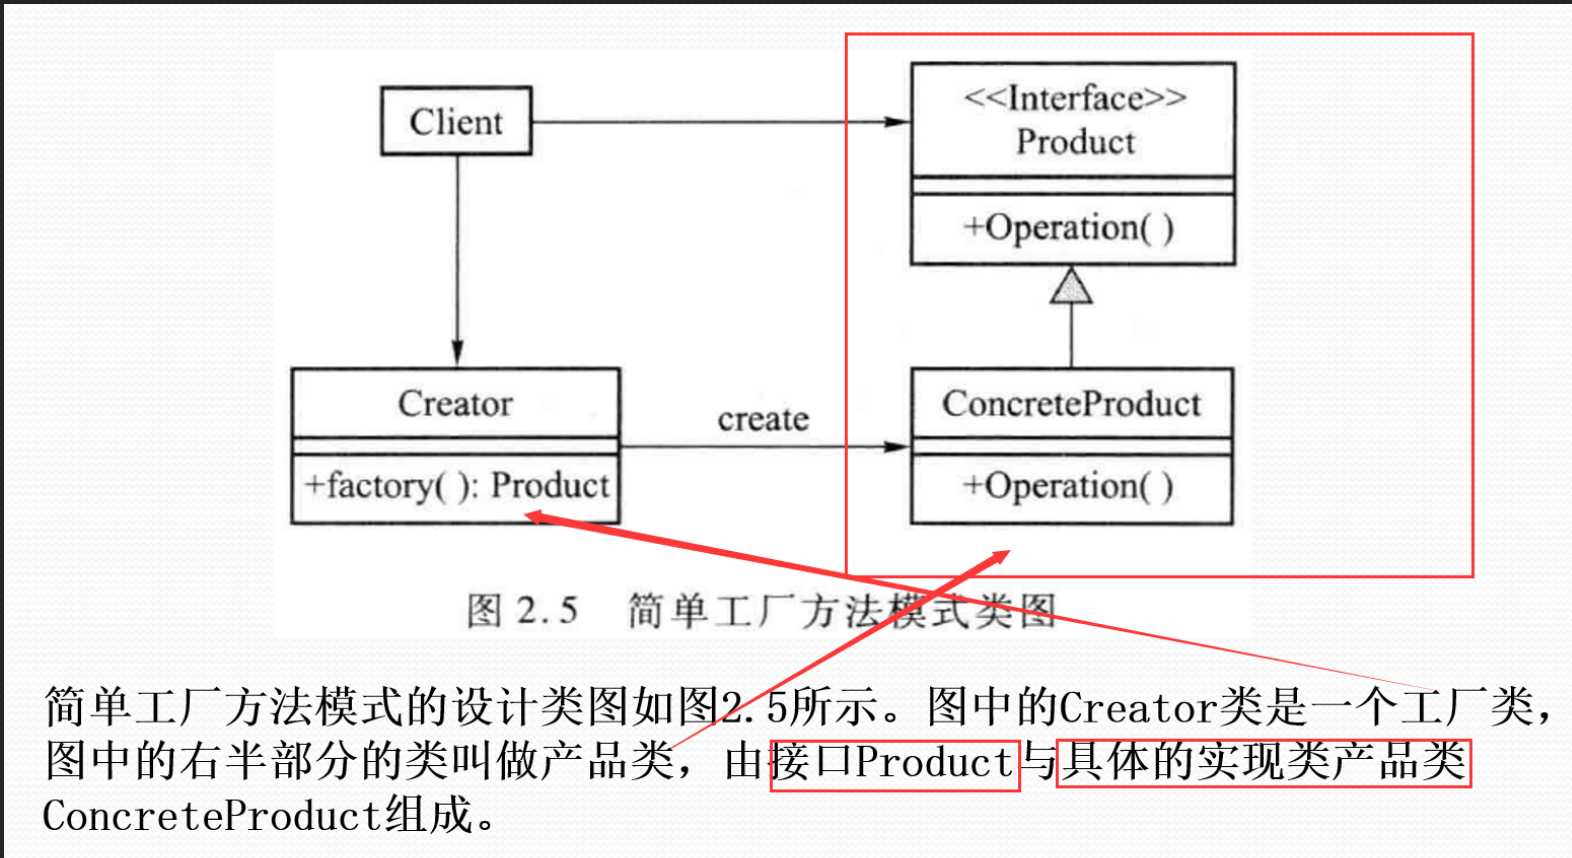 Client
<<Interface>>
Product
+Operation( )
Creator
+factory( ): Product
create
ConcreteProduct
+Operation( )
图 2.5 简单工厂方法模式类图
简单工厂方法模式的设计类图如图2.5所示。图中的Creator类是一个工厂类，
图中的右半部分的类叫做产品类，由接口Product与具体的实现类产品类
ConcreteProduct组成。